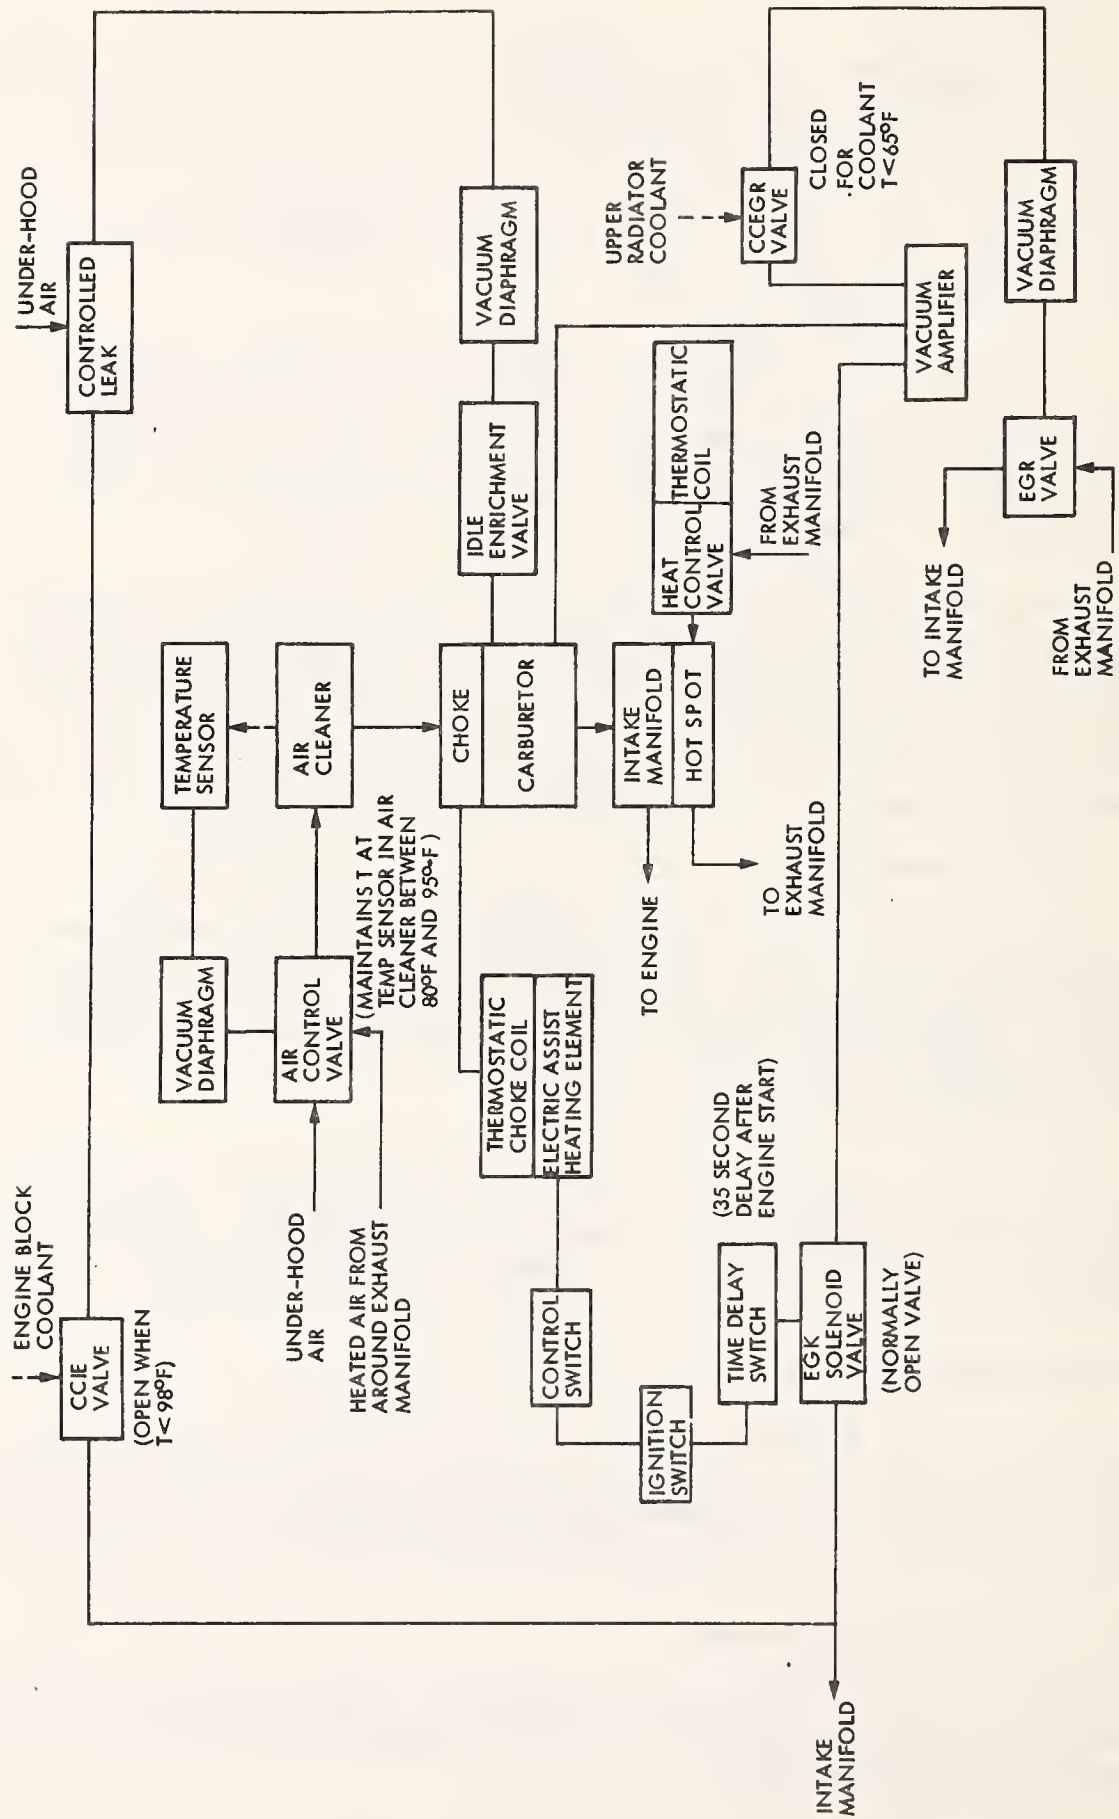 ENGINE BLOCK
COOLANT
CCIE
VALVE
(OPEN WHEN
T<98°F)
UNDER-HOOD
AIR
CONTROLLED
LEAK
VACUUM
DIAPHRAGM
TEMPERATURE
SENSOR
AIR
CONTROL
VALVE
AIR
CLEANER
(MAINTAINS T AT
TEMP SENSOR IN AIR
CLEANER BETWEEN
80°F AND 95°F)
UNDER-HOOD
AIR
HEATED AIR FROM
AROUND EXHAUST
MANIFOLD
THERMOSTATIC
CHOKE COIL
ELECTRIC ASSIST
HEATING ELEMENT
CHOKE
CARBURETOR
IDLE
ENRICHMENT
VALVE
VACUUM
DIAPHRAGM
CONTROL
SWITCH
IGNITION
SWITCH
TIME DELAY
SWITCH
(35 SECOND
DELAY AFTER
ENGINE START)
EGK
SOLENOID
VALVE
(NORMALLY
OPEN VALVE)
TO ENGINE
INTAKE
MANIFOLD
HOT SPOT
TO
EXHAUST
MANIFOLD
HEAT
CONTROL
VALVE
THERMOSTATIC
COIL
FROM
EXHAUST
MANIFOLD
UPPER
RADIATOR
COOLANT
CCEGR
VALVE
CLOSED
.FOR
COOLANT
T<65°F
VACUUM
AMPLIFIER
TO INTAKE
MANIFOLD
EGR
VALVE
VACUUM
DIAPHRAGM
FROM
EXHAUST
MANIFOLD
INTAKE
MANIFOLD